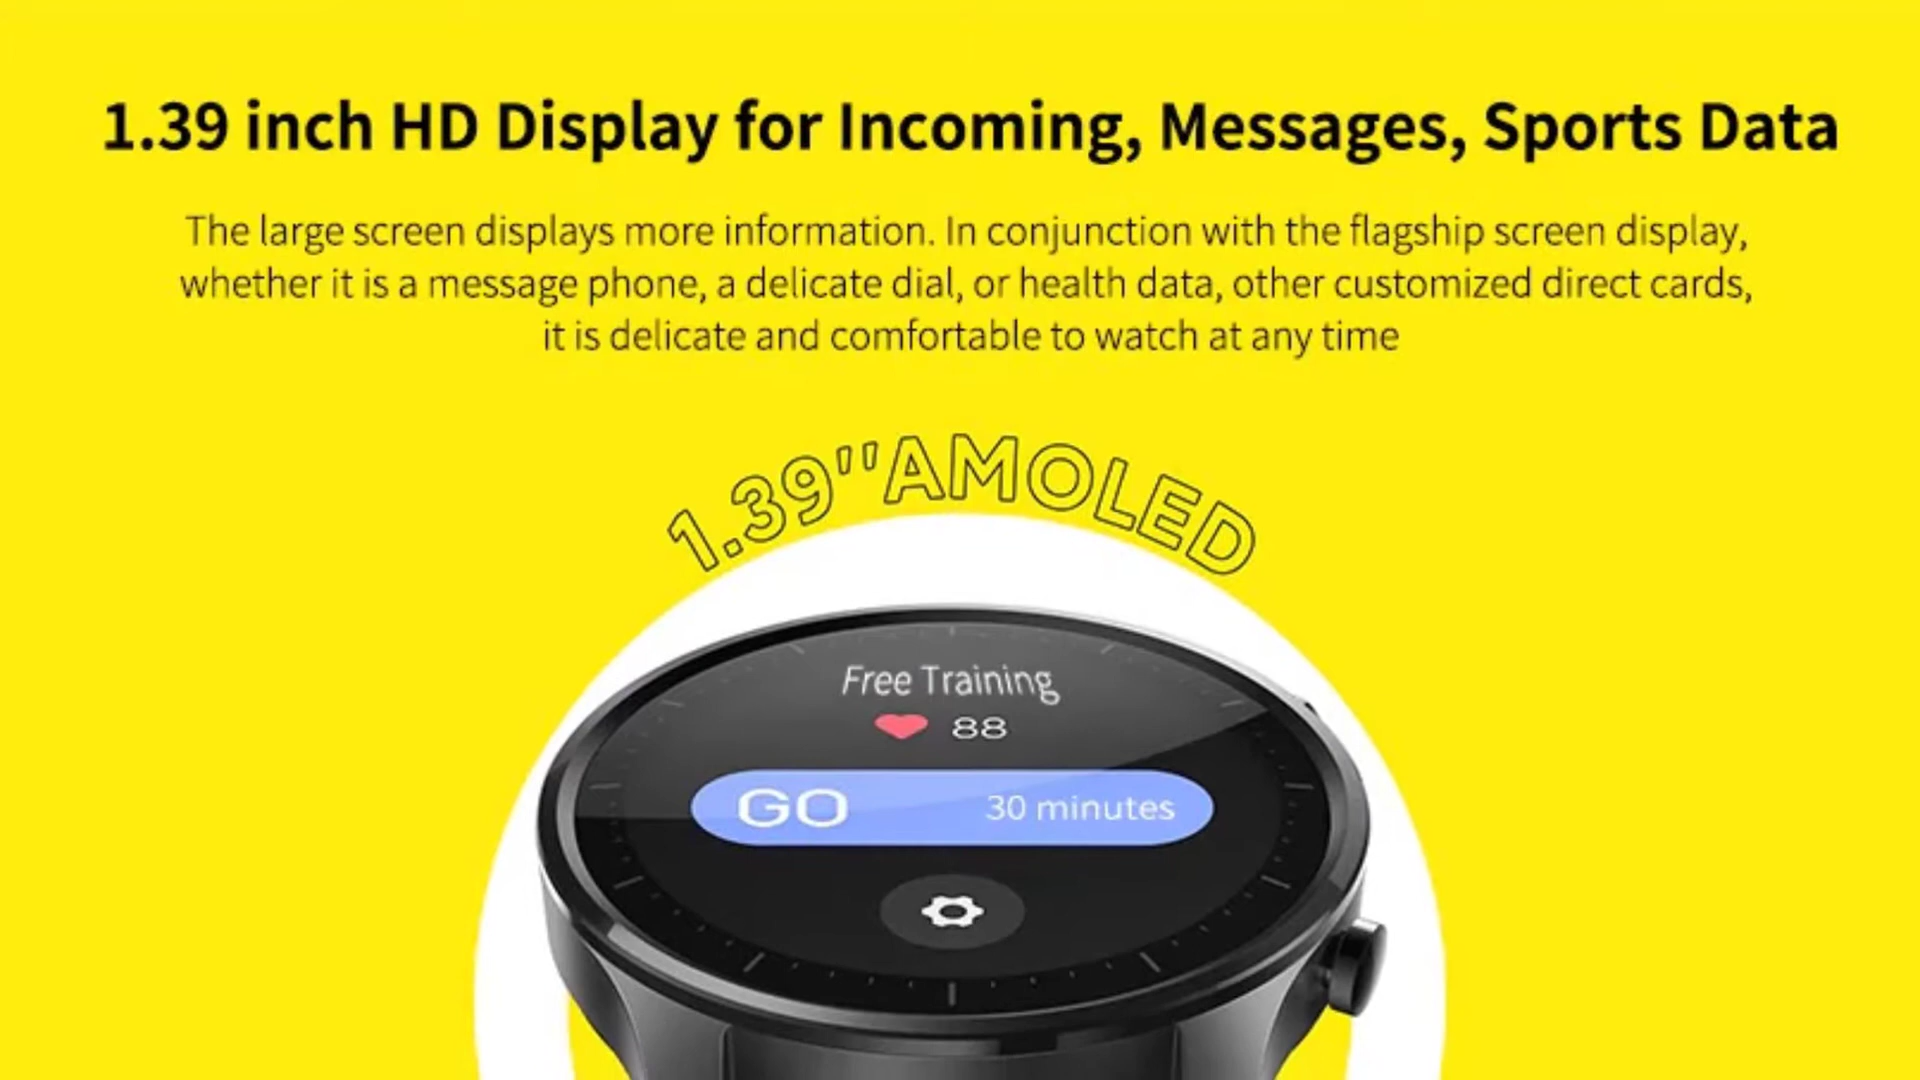 1.39 inch HD Display for Incoming, Messages, Sports Data
The large screen displays more information. In conjunction with the flagship screen display,
whether it is a message phone, a delicate dial, or health data, other customized direct cards,
it is delicate and comfortable to watch at any time
1.39"AMOLED
Free Training
88
GO 30 minutes